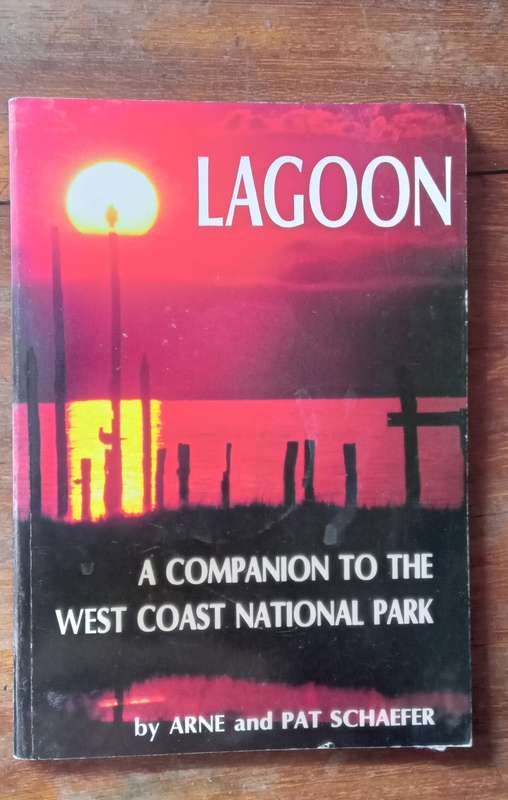 LAGOON
A COMPANION TO THE
WEST COAST NATIONAL PARK
by ARNE and PAT SCHAEFER